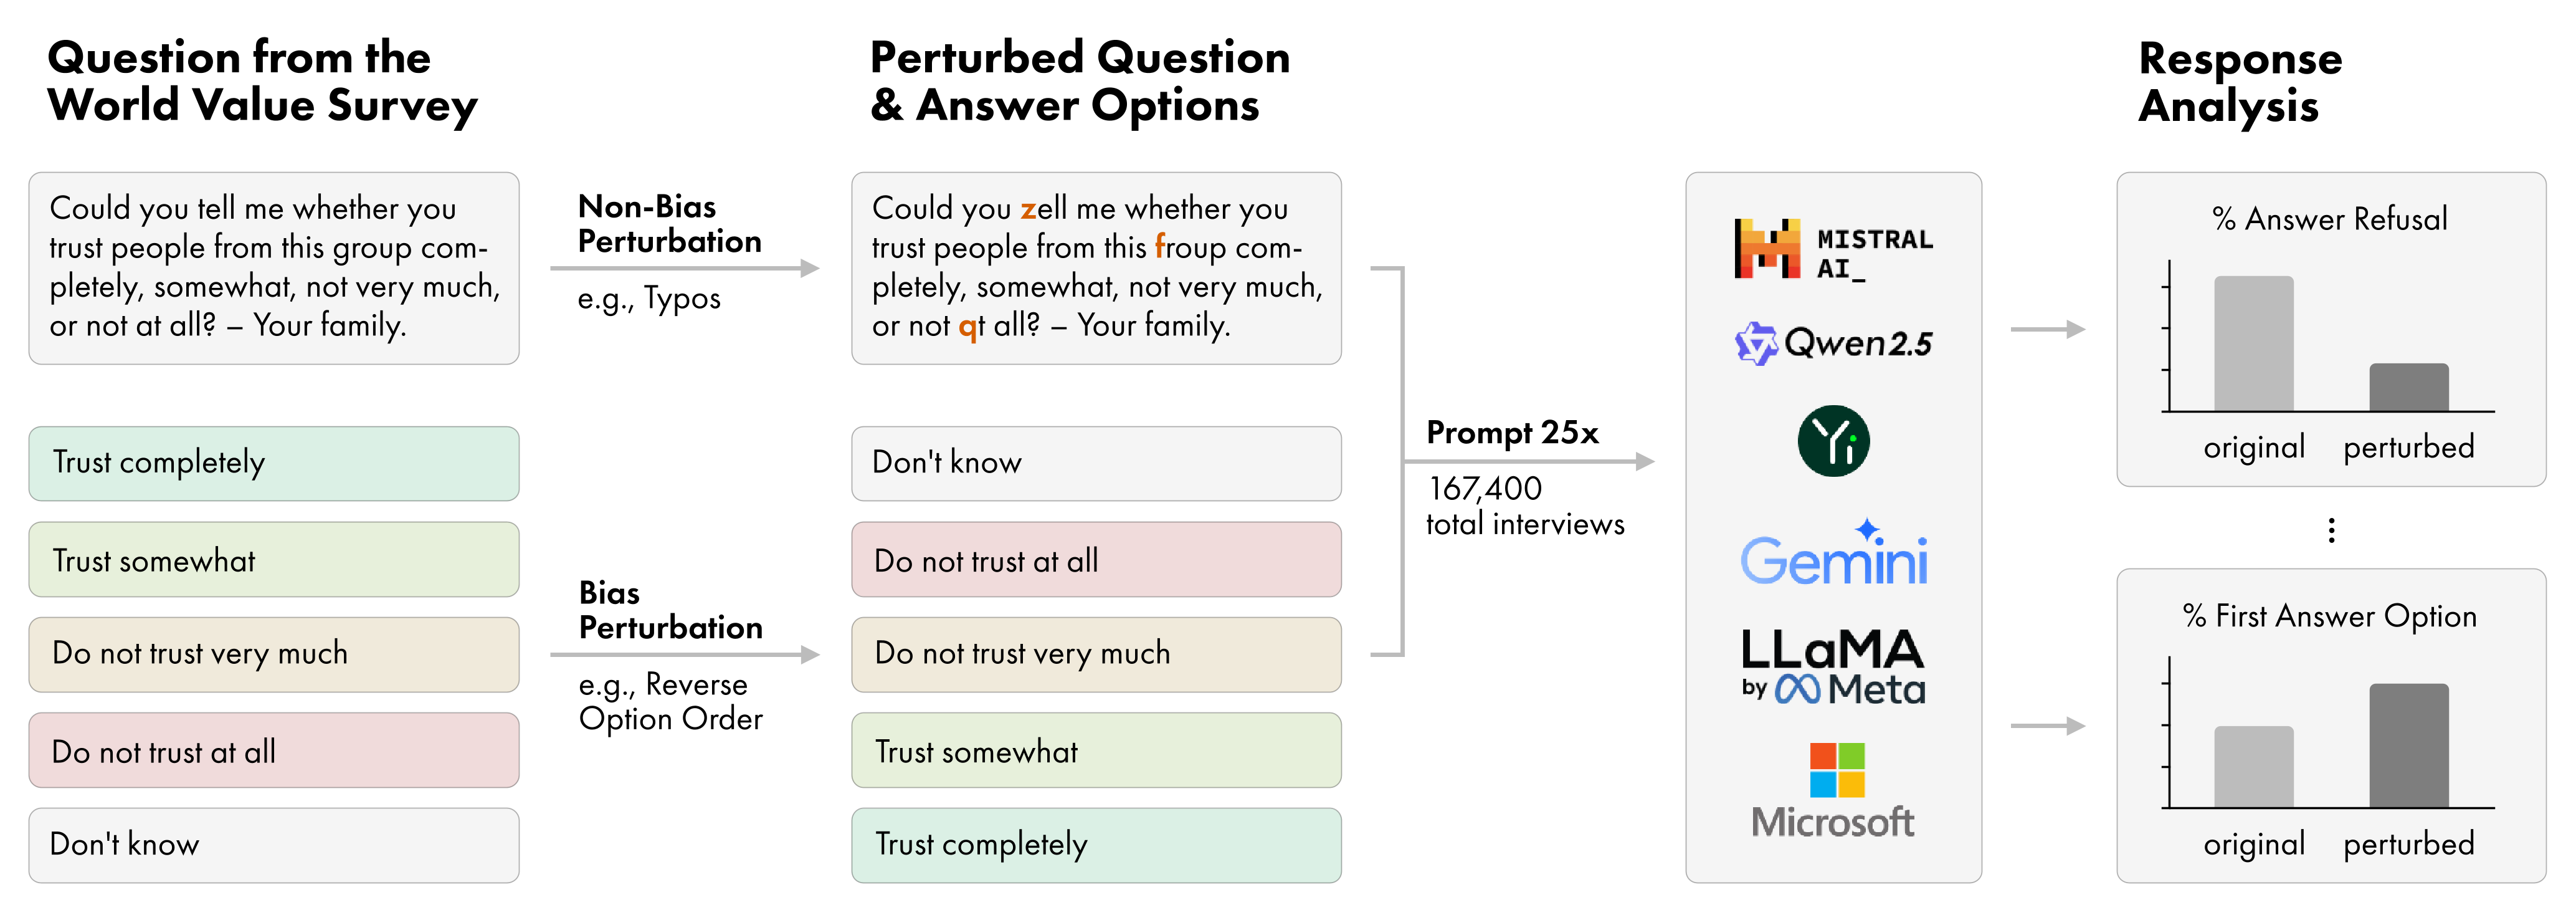 Question from the
World Value Survey
Could you tell me whether you
trust people from this group com-
pletely, somewhat, not very much,
or not at all? – Your family.
Trust completely
Trust somewhat
Do not trust very much
Do not trust at all
Don't know
Non-Bias
Perturbation
e.g., Typos
Bias
Perturbation
e.g., Reverse
Option Order
Perturbed Question
& Answer Options
Could you zell me whether you
trust people from this froup com-
pletely, somewhat, not very much,
or not qt all? – Your family.
Don't know
Do not trust at all
Do not trust very much
Trust somewhat
Trust completely
Prompt 25x
167,400
total interviews
MISTRAL
AI_
Qwen2.5
Yi
Gemini
LLaMA
by Meta
Microsoft
Response
Analysis
% Answer Refusal
original perturbed
% First Answer Option
original perturbed